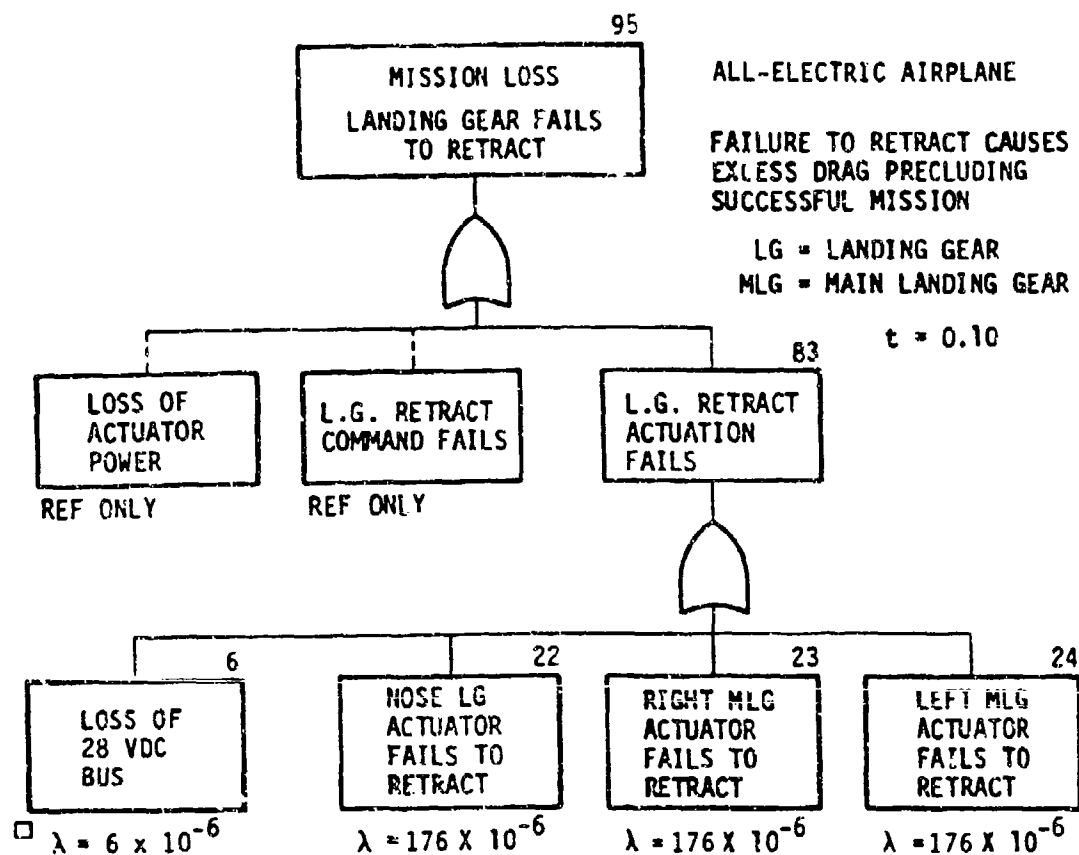 95
MISSION LOSS
LANDING GEAR FAILS
TO RETRACT
ALL-ELECTRIC AIRPLANE
FAILURE TO RETRACT CAUSES
EXCESS DRAG PRECLUDING
SUCCESSFUL MISSION
LG = LANDING GEAR
MLG = MAIN LANDING GEAR
t = 0.10
LOSS OF
ACTUATOR
POWER
REF ONLY
L.G. RETRACT
COMMAND FAILS
REF ONLY
83
L.G. RETRACT
ACTUATION
FAILS
6
LOSS OF
28 VDC
BUS
λ = 6 X 10⁻⁶
22
NOSE LG
ACTUATOR
FAILS TO
RETRACT
λ = 176 X 10⁻⁶
23
RIGHT MLG
ACTUATOR
FAILS TO
RETRACT
λ = 176 X 10⁻⁶
24
LEFT MLG
ACTUATOR
FAILS TO
RETRACT
λ = 176 X 10⁻⁶